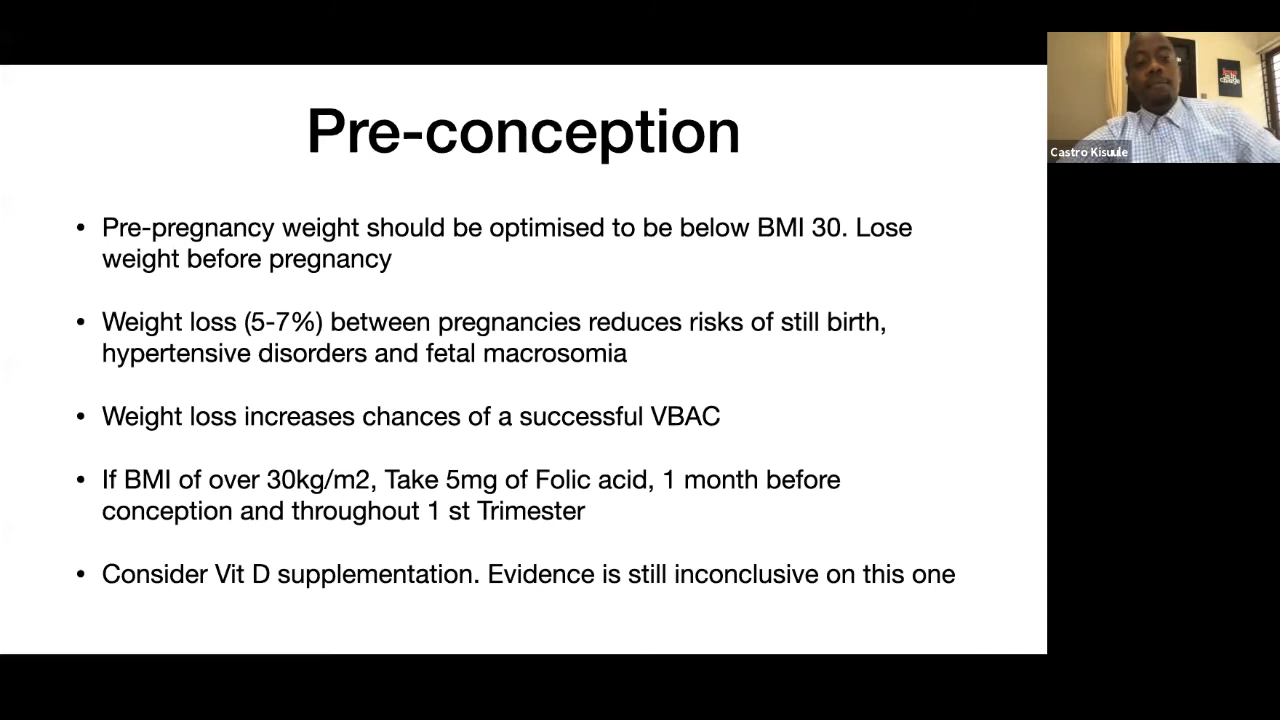 Pre-conception
• Pre-pregnancy weight should be optimised to be below BMI 30. Lose
weight before pregnancy
• Weight loss (5-7%) between pregnancies reduces risks of still birth,
hypertensive disorders and fetal macrosomia
• Weight loss increases chances of a successful VBAC
• If BMI of over 30kg/m2, Take 5mg of Folic acid, 1 month before
conception and throughout 1 st Trimester
• Consider Vit D supplementation. Evidence is still inconclusive on this one
Castro Kisuule